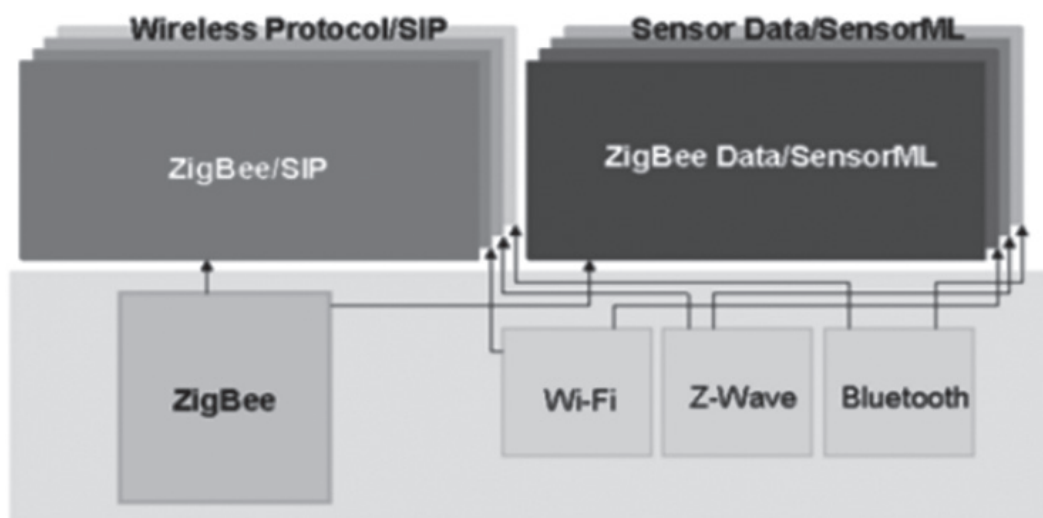 Wireless Protocol/SIP
Sensor Data/SensorML
ZigBee/SIP
ZigBee Data/SensorML
ZigBee
Wi-Fi
Z-Wave
Bluetooth